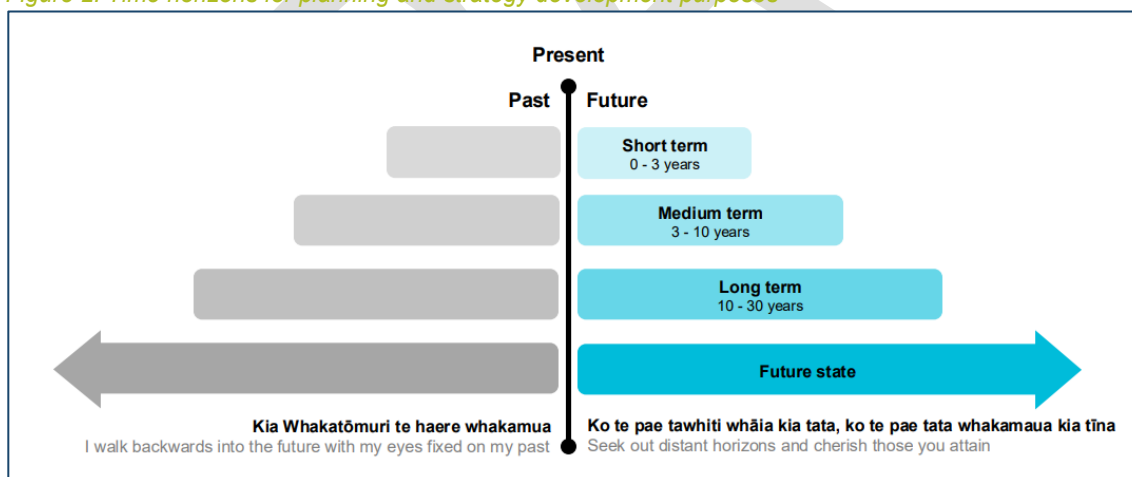 Figure 2: Time horizons for planning and strategy development purposes
Present
Past
Future
Short term
0 - 3 years
Medium term
3 - 10 years
Long term
10 - 30 years
Future state
Kia Whakatōmuri te haere whakamua
I walk backwards into the future with my eyes fixed on my past
Ko te pae tawhiti whāia kia tata, ko te pae tata whakamaua kia tīna
Seek out distant horizons and cherish those you attain